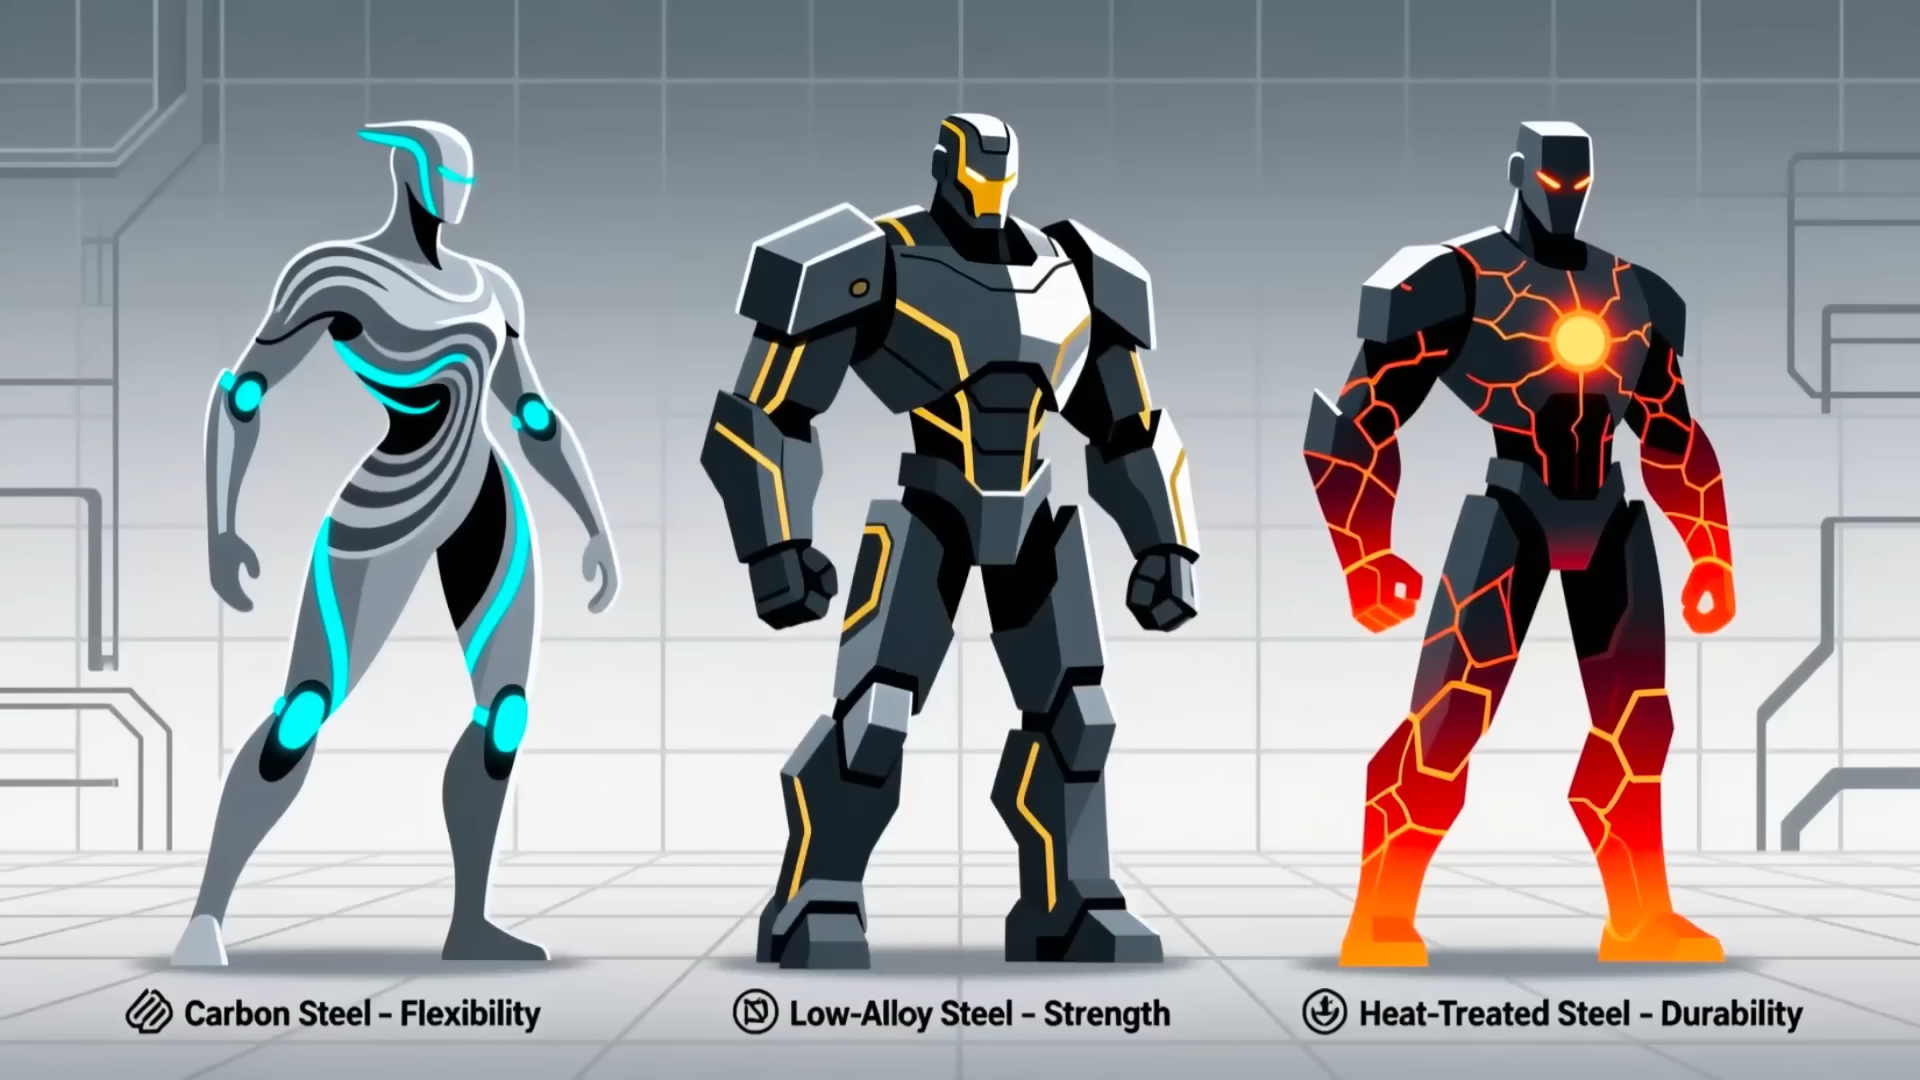 Carbon Steel - Flexibility
Low-Alloy Steel - Strength
Heat-Treated Steel - Durability